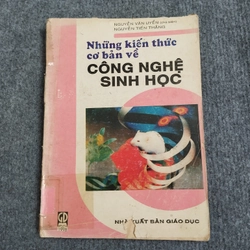 NGUYỄN VĂN UYỂN
NGUYỄN TIẾN THẮNG
Những kiến thức
cơ bản về
CÔNG NGHỆ
SINH HỌC
NHÀ XUẤT BẢN GIÁO DỤC